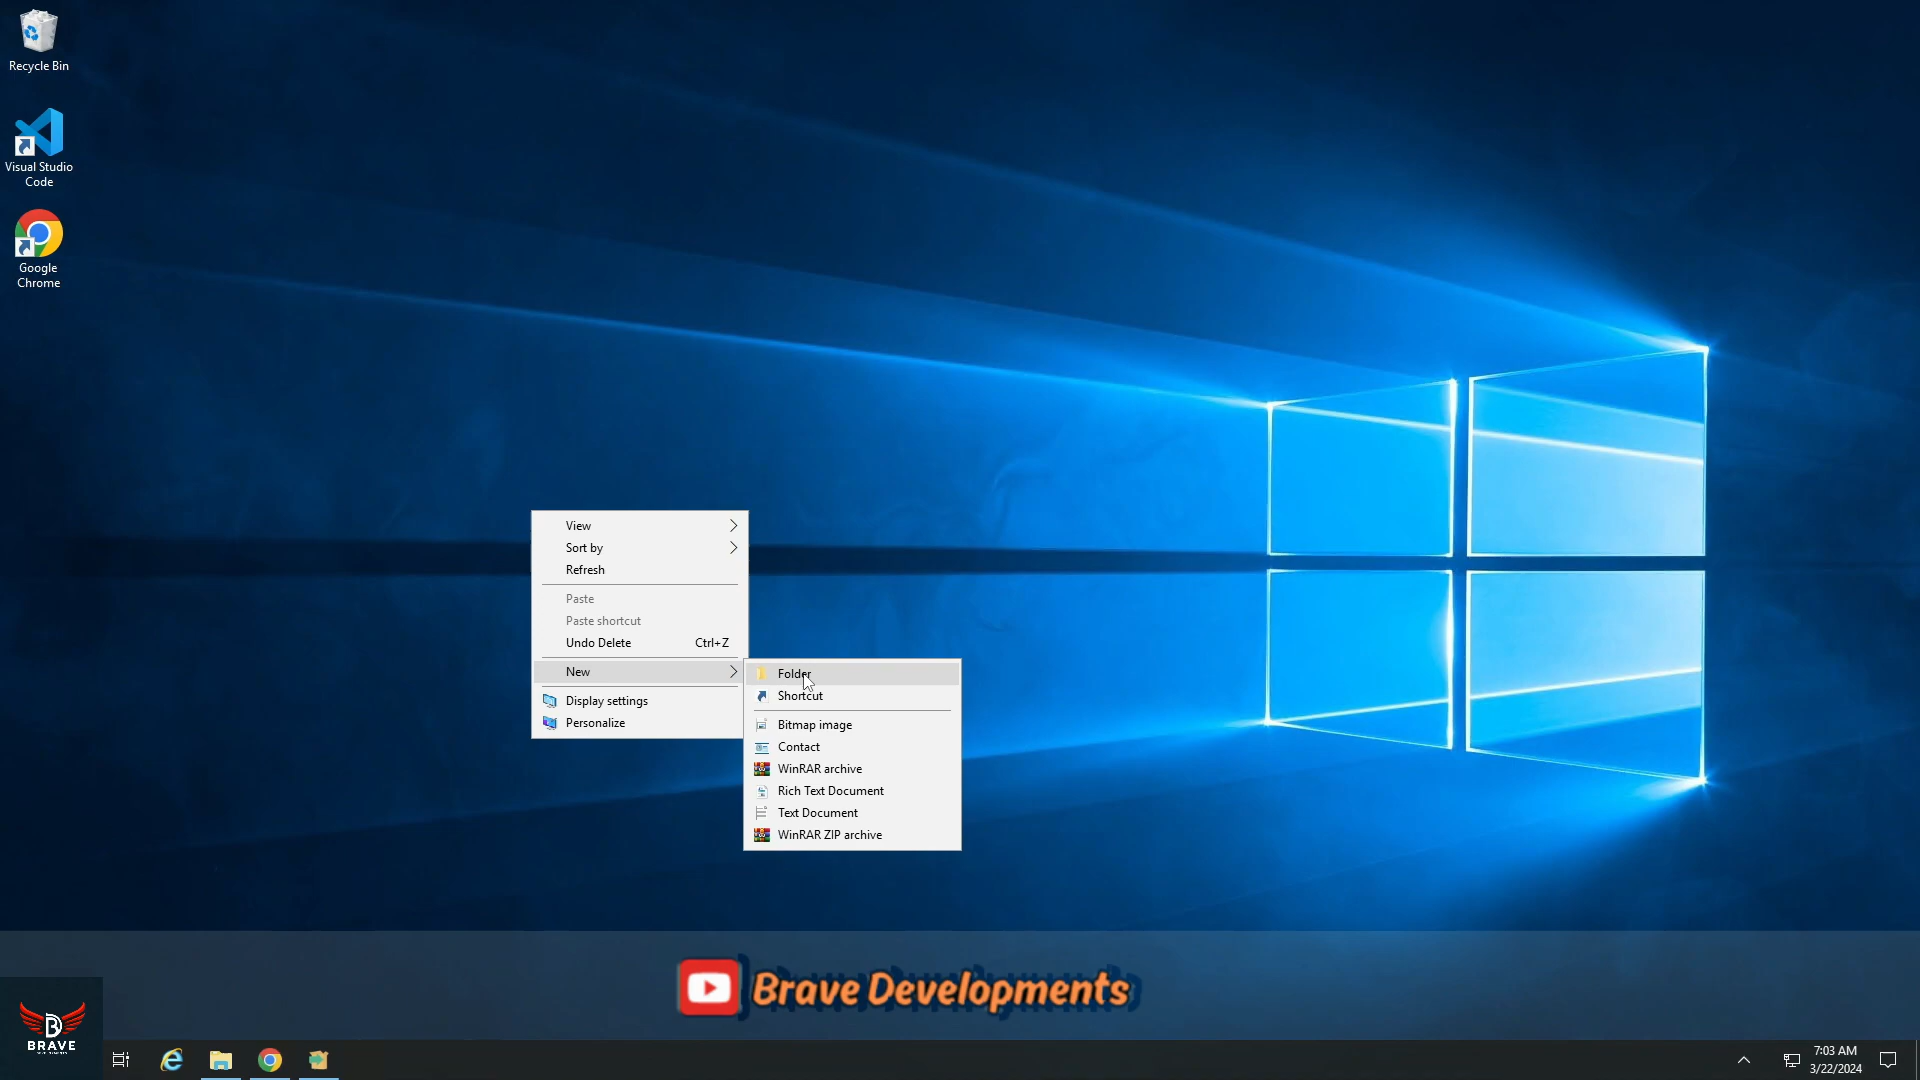 Recycle Bin
Visual Studio
Code
Google
Chrome
View
Sort by
Refresh
Paste
Paste shortcut
Undo Delete Ctrl+Z
New
Display settings
Personalize
Folder
Shortcut
Bitmap image
Contact
WinRAR archive
Rich Text Document
Text Document
WinRAR ZIP archive
Brave Developments
BRAVE
7:03 AM
3/22/2024